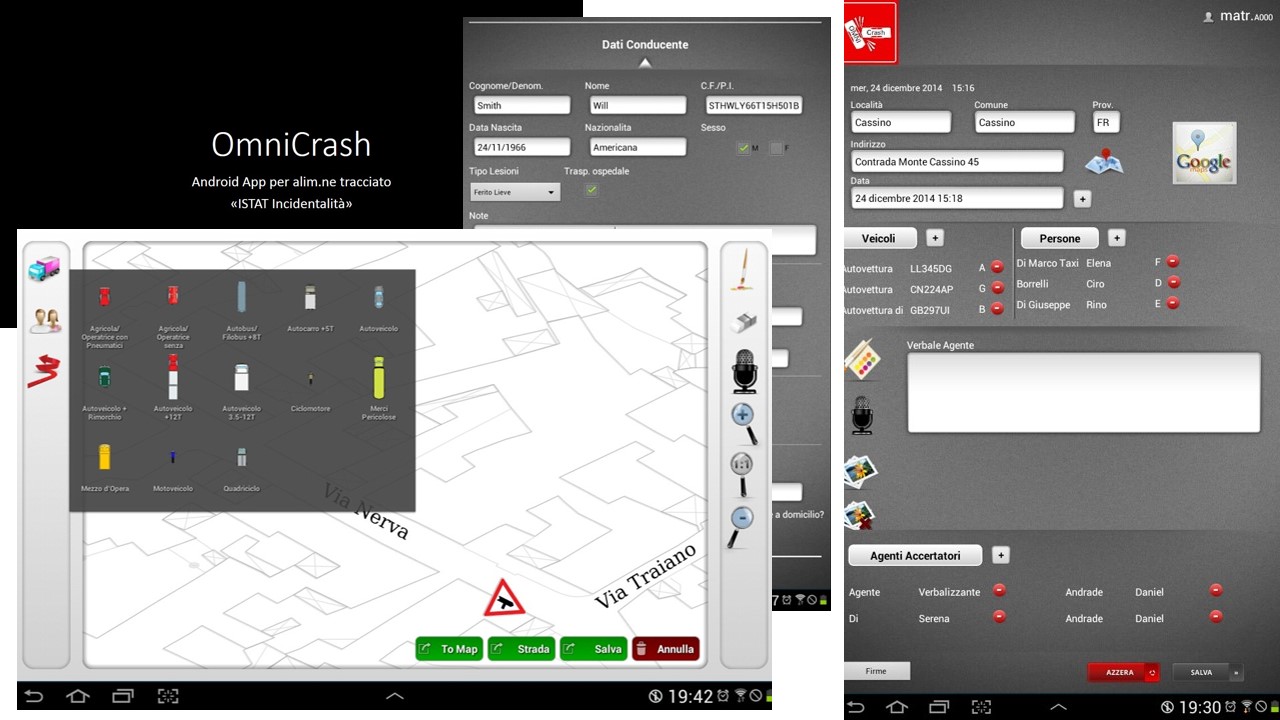 OmniCrash
Android App per alim.ne tracciato
«ISTAT Incidentalità»
Dati Conducente
Cognome/Denom. Nome C.F./P.I.
Smith Will STHWLY66T15H501B
Data Nascita Nazionalita Sesso
24/11/1966 Americana M F
Tipo Lesioni Trasp. ospedale
Ferito Lieve
Note
e a domicilio?
7
Agricola/ Operatrice con Pneumatici
Agricola/ Operatrice senza
Autobus/ Filobus +8T
Autocarro +5T
Autoveicolo
Autoveicolo + Rimorchio
Autoveicolo +12T
Autoveicolo 3.5-12T
Ciclomotore
Merci Pericolose
Mezzo d'Opera
Motoveicolo
Quadriciclo
Via Nerva
Via Traiano
1:1
To Map Strada Salva Annulla
19:42
OMNI Crash
matr.A000
mer, 24 dicembre 2014 15:16
Località Comune Prov.
Cassino Cassino FR
Indirizzo
Contrada Monte Cassino 45
Google maps
Data
24 dicembre 2014 15:18 +
Veicoli + Persone +
Autovettura LL345DG A
Autovettura CN224AP G
Autovettura di GB297UI B
Di Marco Taxi Elena F
Borrelli Ciro D
Di Giuseppe Rino E
Verbale Agente
Agenti Accertatori +
Agente Verbalizzante Andrade Daniel
Di Serena Andrade Daniel
Firme AZZERA SALVA »
19:30